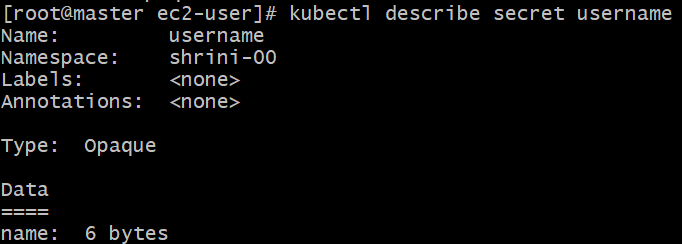 [root@master ec2-user]# kubectl describe secret username
Name:         username
Namespace:    shrini-00
Labels:       <none>
Annotations:  <none>
Type:  Opaque
Data
====
name:  6 bytes